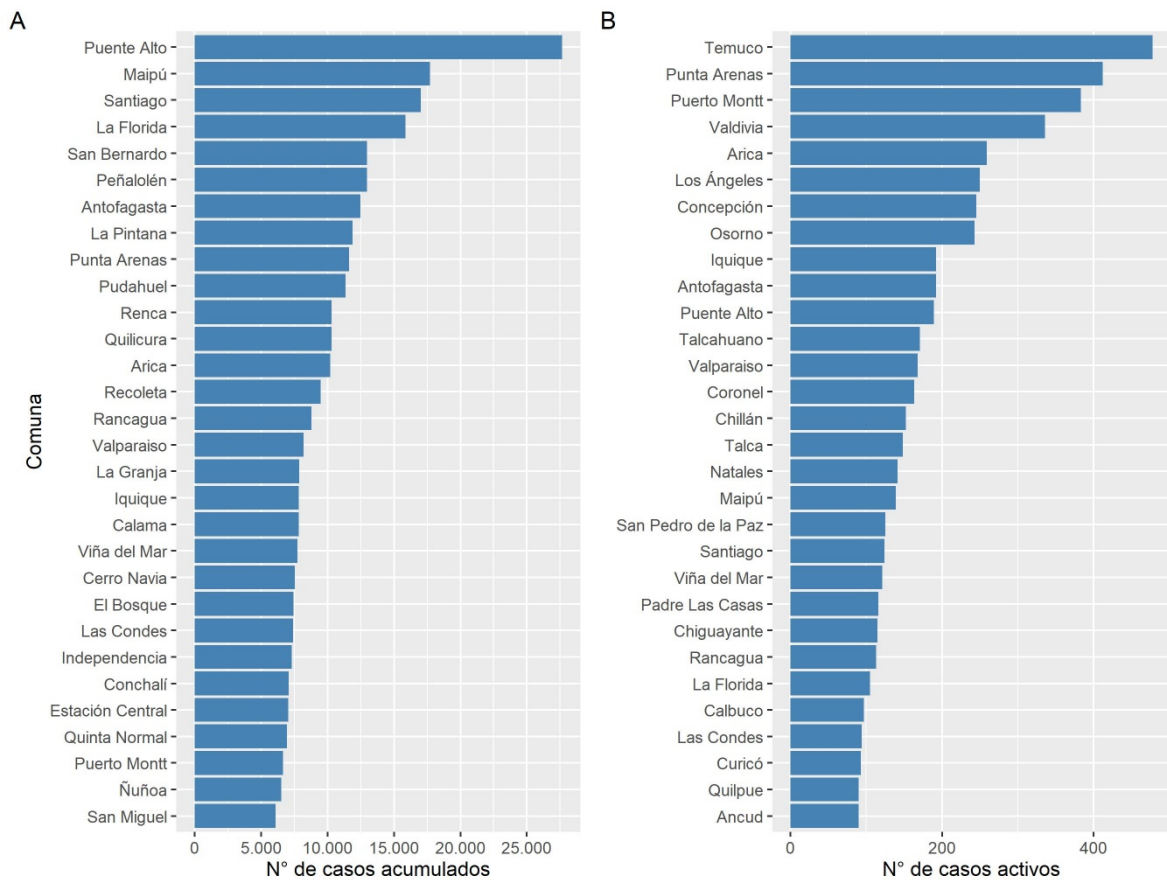 A
Puente Alto
Maipú
Santiago
La Florida
San Bernardo
Peñalolén
Antofagasta
La Pintana
Punta Arenas
Pudahuel
Renca
Quilicura
Arica
Recoleta
Rancagua
Valparaiso
La Granja
Iquique
Calama
Viña del Mar
Cerro Navia
El Bosque
Las Condes
Independencia
Conchalí
Estación Central
Quinta Normal
Puerto Montt
Ñuñoa
San Miguel
Comuna
0 5.000 10.000 15.000 20.000 25.000
N° de casos acumulados
B
Temuco
Punta Arenas
Puerto Montt
Valdivia
Arica
Los Ángeles
Concepción
Osorno
Iquique
Antofagasta
Puente Alto
Talcahuano
Valparaiso
Coronel
Chillán
Talca
Natales
Maipú
San Pedro de la Paz
Santiago
Viña del Mar
Padre Las Casas
Chiguayante
Rancagua
La Florida
Calbuco
Las Condes
Curicó
Quilpue
Ancud
0 200 400
N° de casos activos